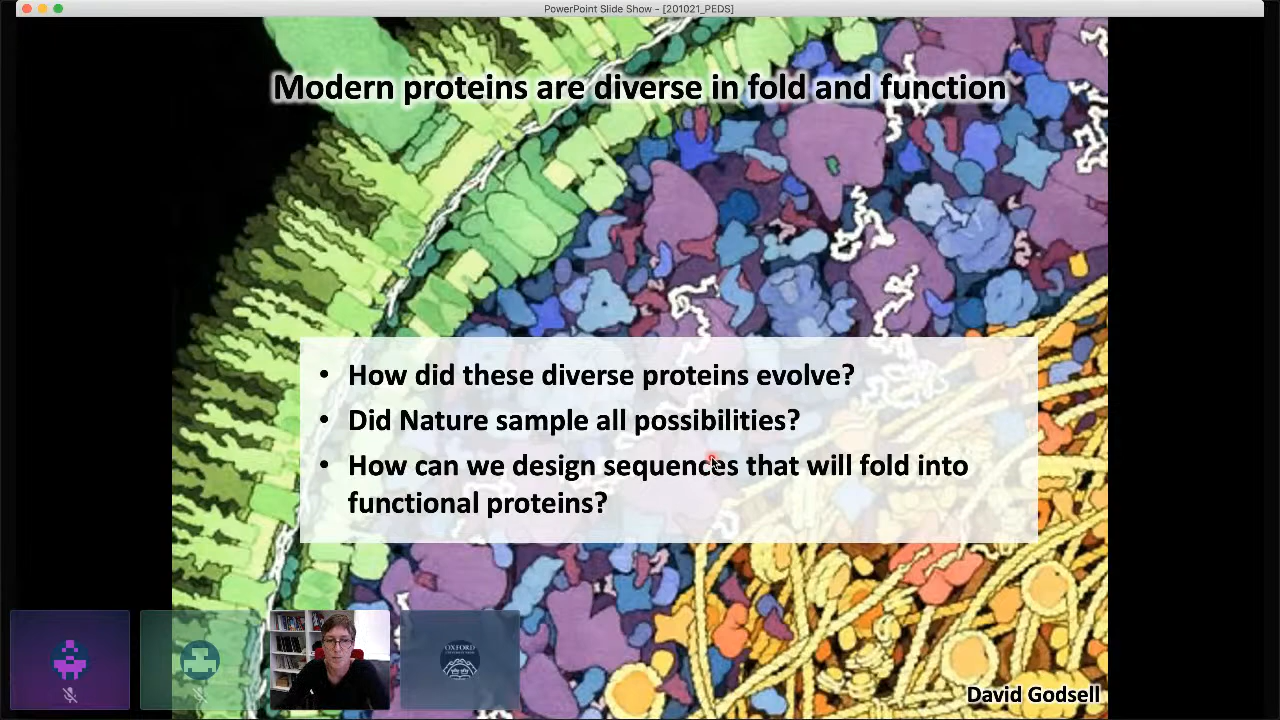 PowerPoint Slide Show - [201021_PEDS]
Modern proteins are diverse in fold and function
• How did these diverse proteins evolve?
• Did Nature sample all possibilities?
• How can we design sequences that will fold into
functional proteins?
OXFORD
David Godsell